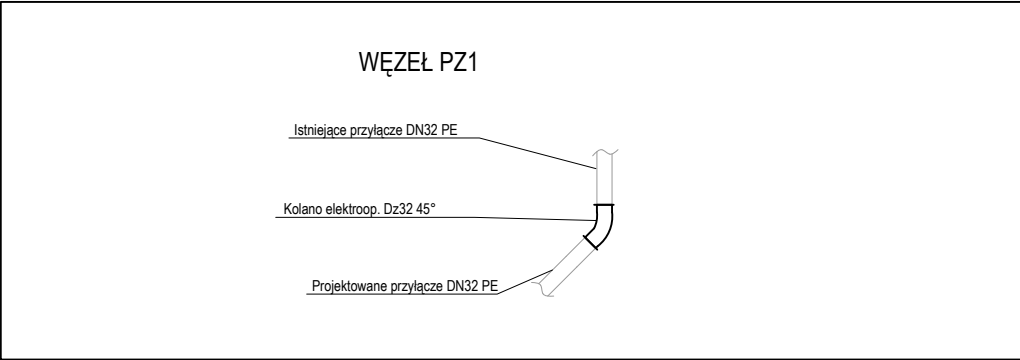 WĘZEŁ PZ1
Istniejące przyłącze DN32 PE
Kolano elektroop. Dz32 45°
Projektowane przyłącze DN32 PE